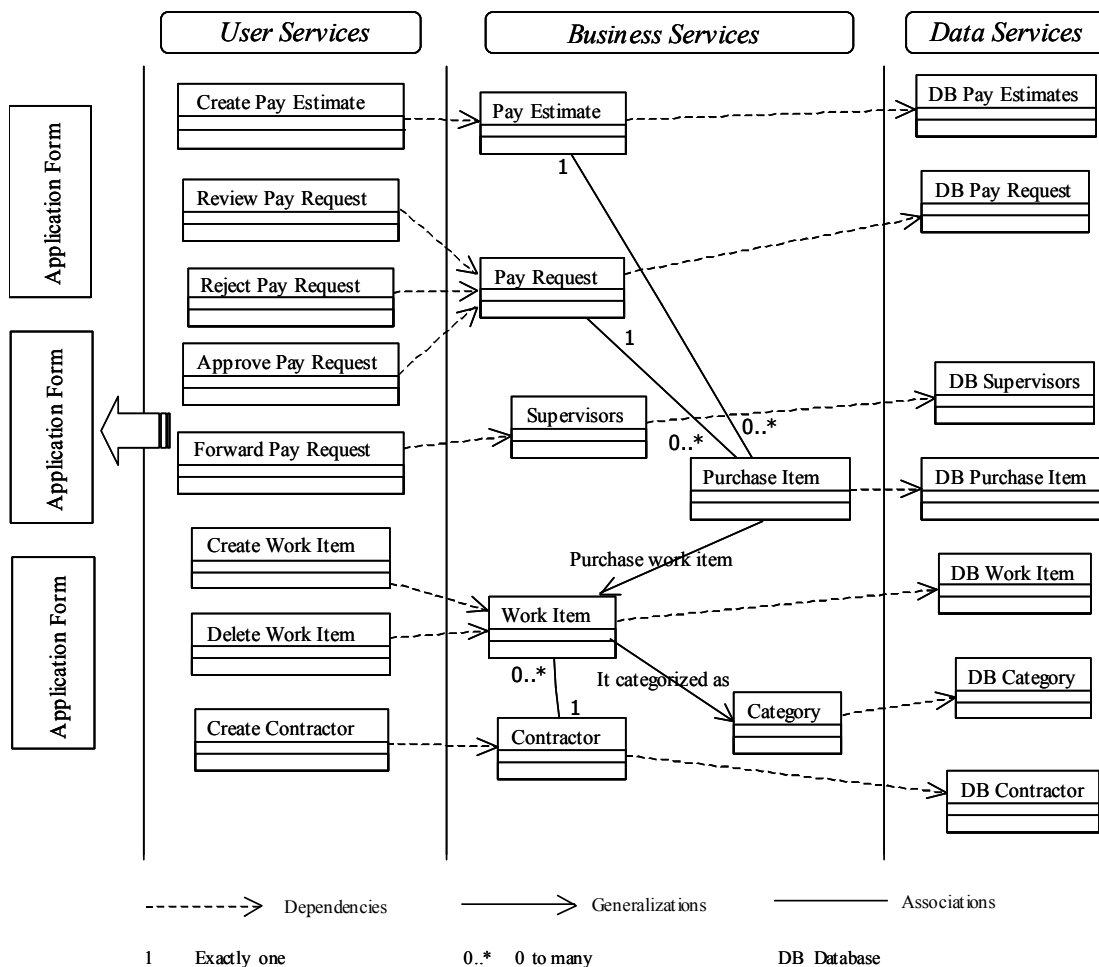 User Services
Business Services
Data Services
Application Form
Application Form
Application Form
Create Pay Estimate
Review Pay Request
Reject Pay Request
Approve Pay Request
Forward Pay Request
Create Work Item
Delete Work Item
Create Contractor
Pay Estimate
1
Pay Request
1
Supervisors
0..*
0..*
Purchase Item
Purchase work item
Work Item
0..*
It categorized as
1
Category
Contractor
DB Pay Estimates
DB Pay Request
DB Supervisors
DB Purchase Item
DB Work Item
DB Category
DB Contractor
Dependencies
Generalizations
Associations
1 Exactly one
0..* 0 to many
DB Database